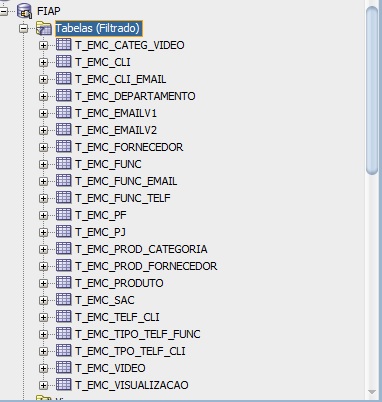 FIAP
Tabelas (Filtrado)
T_EMC_CATEG_VIDEO
T_EMC_CLI
T_EMC_CLI_EMAIL
T_EMC_DEPARTAMENTO
T_EMC_EMAILV1
T_EMC_EMAILV2
T_EMC_FORNECEDOR
T_EMC_FUNC
T_EMC_FUNC_EMAIL
T_EMC_FUNC_TELF
T_EMC_PF
T_EMC_PJ
T_EMC_PROD_CATEGORIA
T_EMC_PROD_FORNECEDOR
T_EMC_PRODUTO
T_EMC_SAC
T_EMC_TELF_CLI
T_EMC_TIPO_TELF_FUNC
T_EMC_TPO_TELF_CLI
T_EMC_VIDEO
T_EMC_VISUALIZACAO